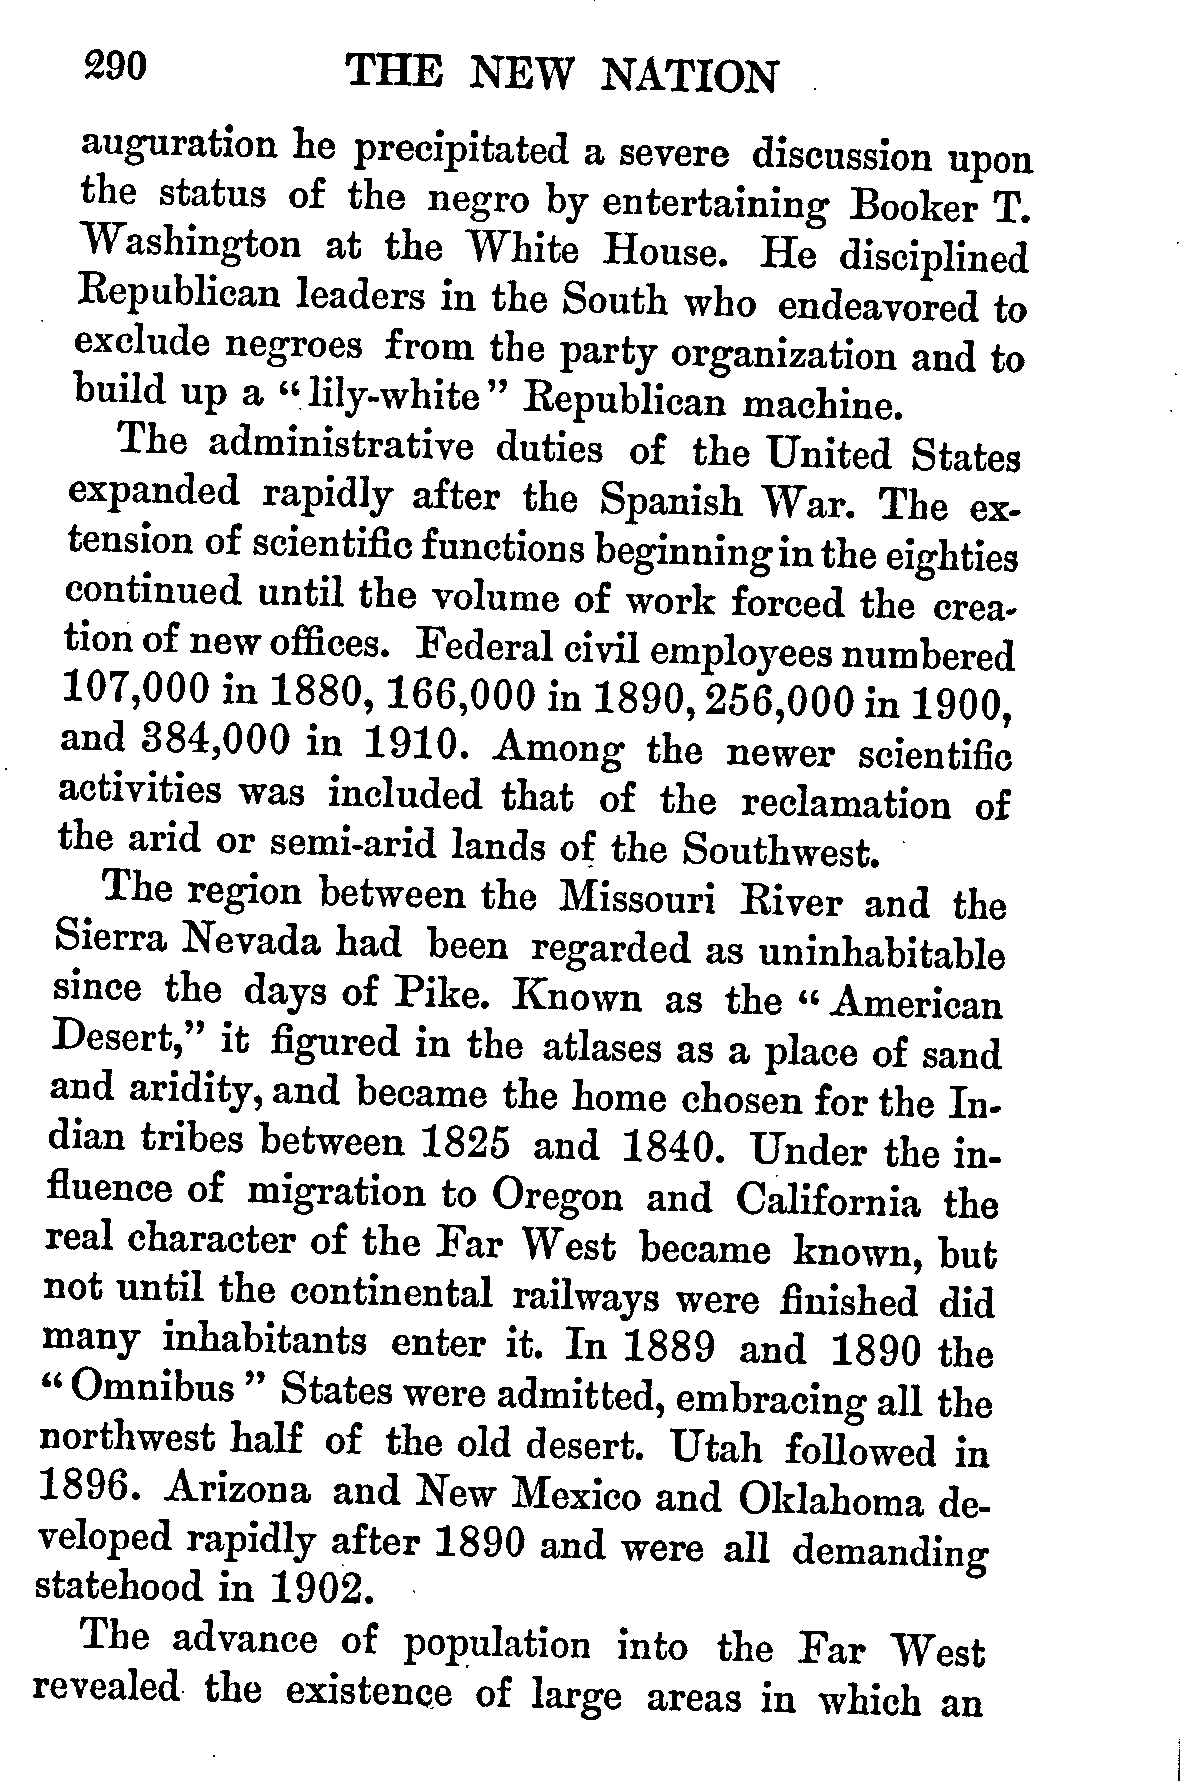 290 THE NEW NATION
auguration he precipitated a severe discussion upon
the status of the negro by entertaining Booker T.
Washington at the White House. He disciplined
Republican leaders in the South who endeavored to
exclude negroes from the party organization and to
build up a “lily-white” Republican machine.
The administrative duties of the United States
expanded rapidly after the Spanish War. The ex-
tension of scientific functions beginning in the eighties
continued until the volume of work forced the crea-
tion of new offices. Federal civil employees numbered
107,000 in 1880, 166,000 in 1890, 256,000 in 1900,
and 384,000 in 1910. Among the newer scientific
activities was included that of the reclamation of
the arid or semi-arid lands of the Southwest.
The region between the Missouri River and the
Sierra Nevada had been regarded as uninhabitable
since the days of Pike. Known as the “American
Desert,” it figured in the atlases as a place of sand
and aridity, and became the home chosen for the In-
dian tribes between 1825 and 1840. Under the in-
fluence of migration to Oregon and California the
real character of the Far West became known, but
not until the continental railways were finished did
many inhabitants enter it. In 1889 and 1890 the
“Omnibus” States were admitted, embracing all the
northwest half of the old desert. Utah followed in
1896. Arizona and New Mexico and Oklahoma de-
veloped rapidly after 1890 and were all demanding
statehood in 1902.
The advance of population into the Far West
revealed the existence of large areas in which an